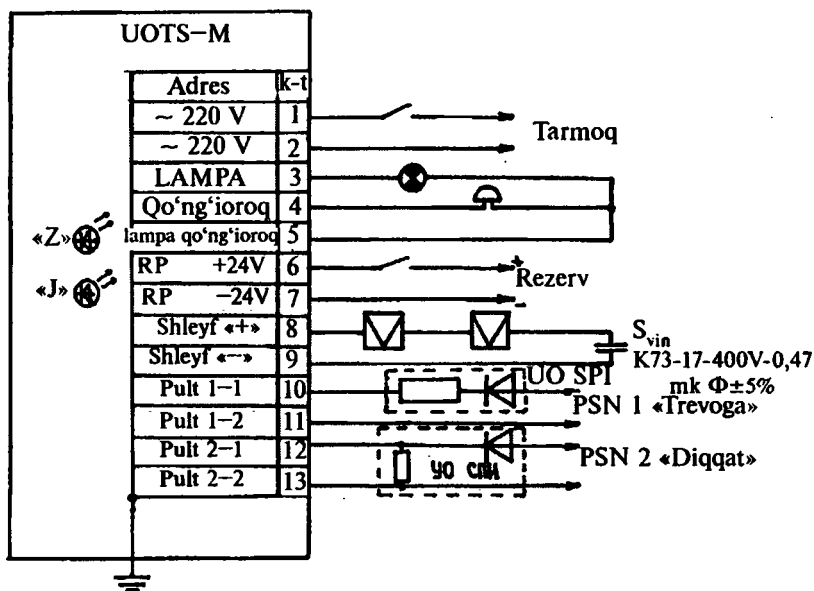 UOTS–M
Adres k-t
~ 220 V 1
~ 220 V 2
Tarmoq
LAMPA 3
Qo‘ng‘ioroq 4
lampa qo‘ng‘ioroq 5
«Z»
RP +24V 6
+
Rezerv
«J»
RP –24V 7
-
Shleyf «+» 8
Shleyf «–» 9
S vin
K73-17-400V-0,47
mk Ф±5%
Pult 1–1 10
UO SPI
PSN 1 «Trevoga»
Pult 1–2 11
Pult 2–1 12
PSN 2 «Diqqat»
УО СПИ
Pult 2–2 13